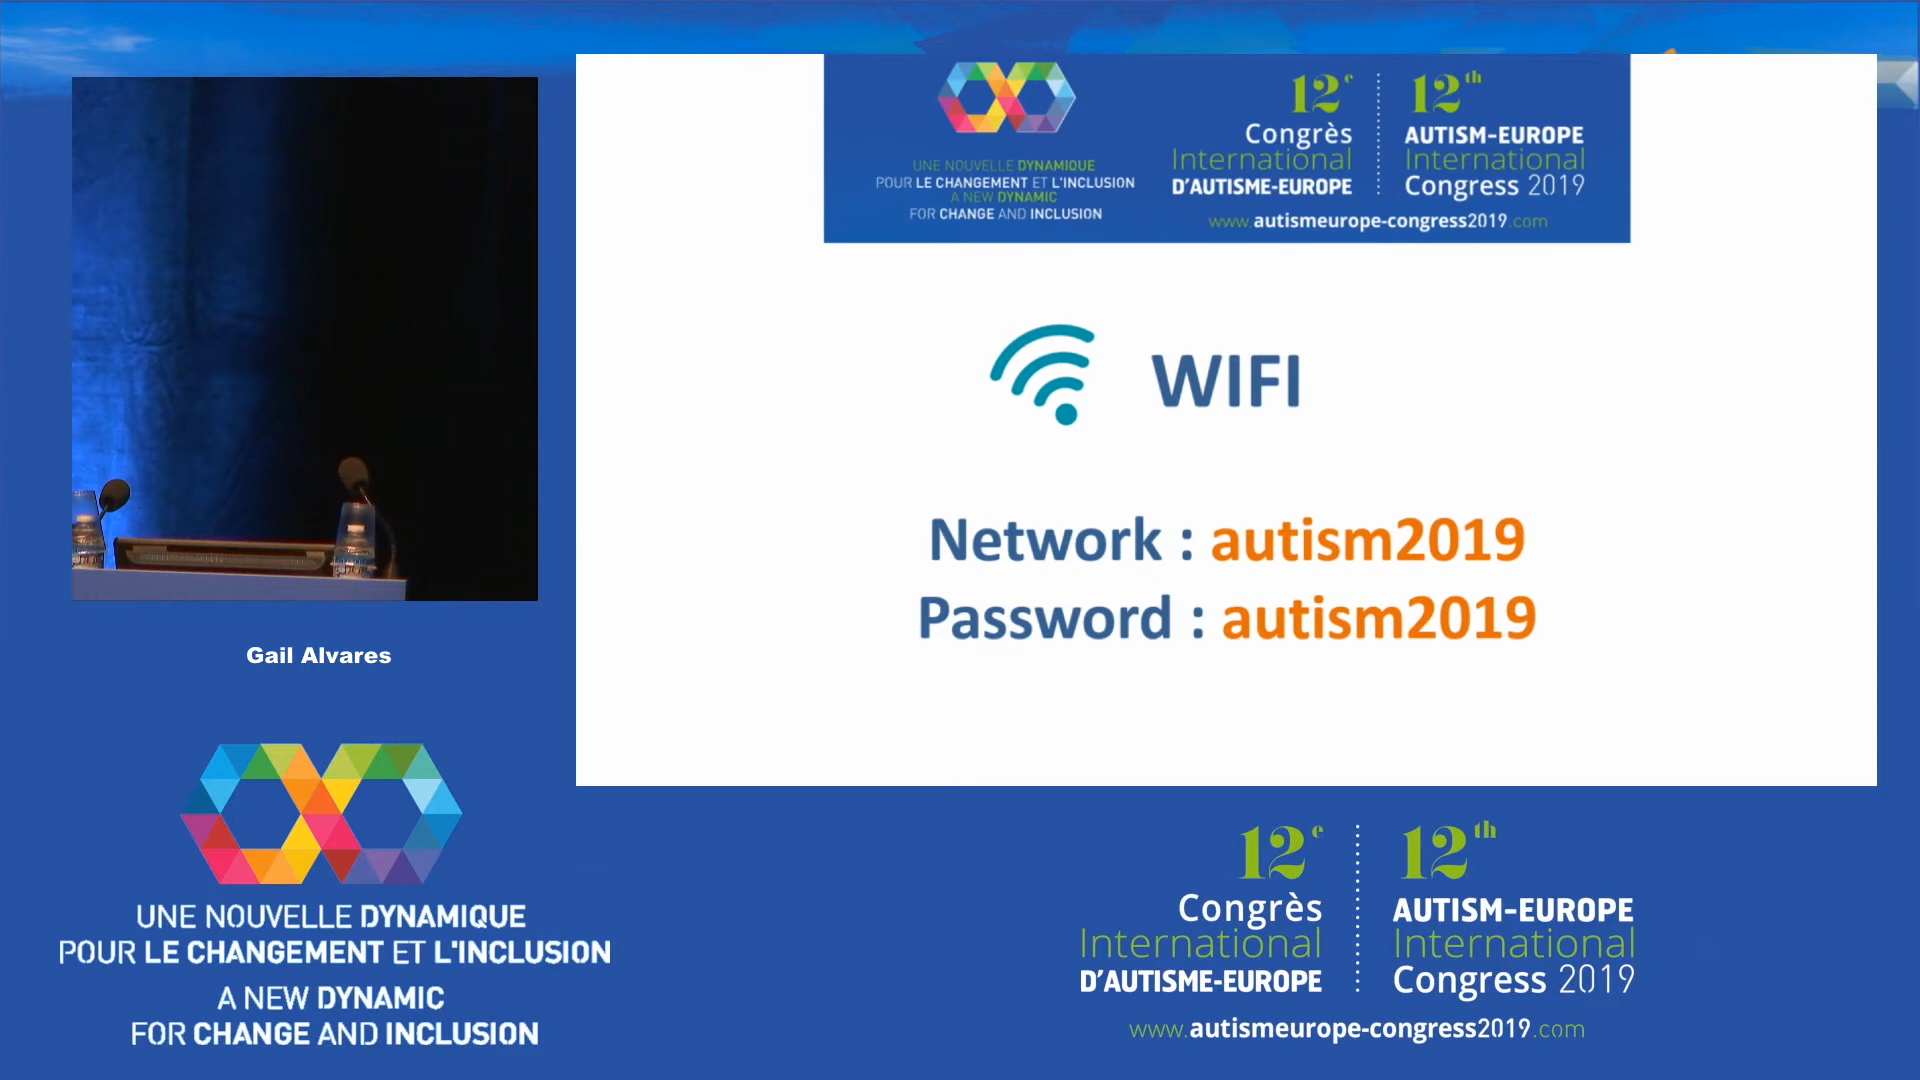 UNE NOUVELLE DYNAMIQUE
POUR LE CHANGEMENT ET L'INCLUSION
A NEW DYNAMIC
FOR CHANGE AND INCLUSION
12e
Congrès
International
D'AUTISME-EUROPE
12th
AUTISM-EUROPE
International
Congress 2019
www.autismeurope-congress2019.com
WIFI
Network : autism2019
Password : autism2019
Gail Alvares
UNE NOUVELLE DYNAMIQUE
POUR LE CHANGEMENT ET L'INCLUSION
A NEW DYNAMIC
FOR CHANGE AND INCLUSION
12e
Congrès
International
D'AUTISME-EUROPE
12th
AUTISM-EUROPE
International
Congress 2019
www.autismeurope-congress2019.com